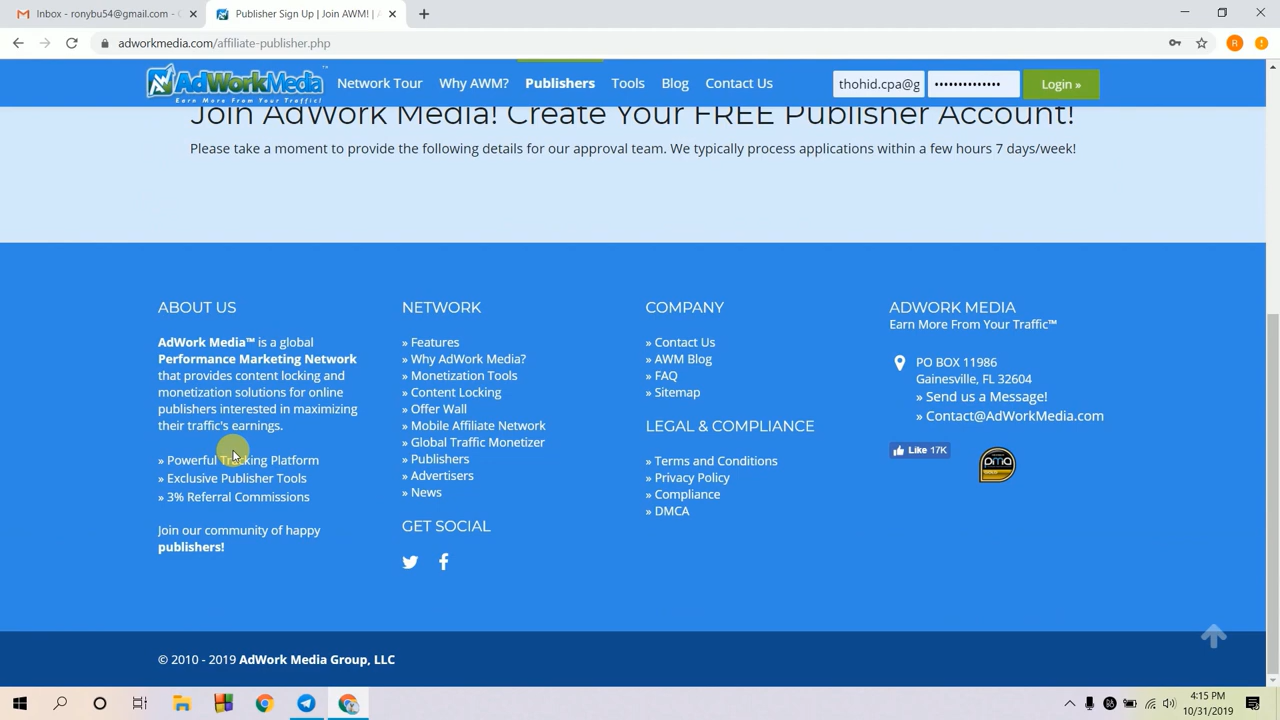 Inbox - ronybu54@gmail.com -
Publisher Sign Up | Join AWM! |
adworkmedia.com/affiliate-publisher.php
R
AdWorkMedia™
Earn More From Your Traffic!
Network Tour
Why AWM?
Publishers
Tools
Blog
Contact Us
thohid.cpa@g
••••••••••••••
Login »
Join AdWork Media! Create Your FREE Publisher Account!
Please take a moment to provide the following details for our approval team. We typically process applications within a few hours 7 days/week!
ABOUT US
AdWork Media™ is a global
Performance Marketing Network
that provides content locking and
monetization solutions for online
publishers interested in maximizing
their traffic's earnings.
» Powerful Tracking Platform
» Exclusive Publisher Tools
» 3% Referral Commissions
Join our community of happy
publishers!
NETWORK
» Features
» Why AdWork Media?
» Monetization Tools
» Content Locking
» Offer Wall
» Mobile Affiliate Network
» Global Traffic Monetizer
» Publishers
» Advertisers
» News
GET SOCIAL
COMPANY
» Contact Us
» AWM Blog
» FAQ
» Sitemap
LEGAL & COMPLIANCE
» Terms and Conditions
» Privacy Policy
» Compliance
» DMCA
ADWORK MEDIA
Earn More From Your Traffic™
PO BOX 11986
Gainesville, FL 32604
» Send us a Message!
» Contact@AdWorkMedia.com
Like 17K
pma
© 2010 - 2019 AdWork Media Group, LLC
4:15 PM
10/31/2019